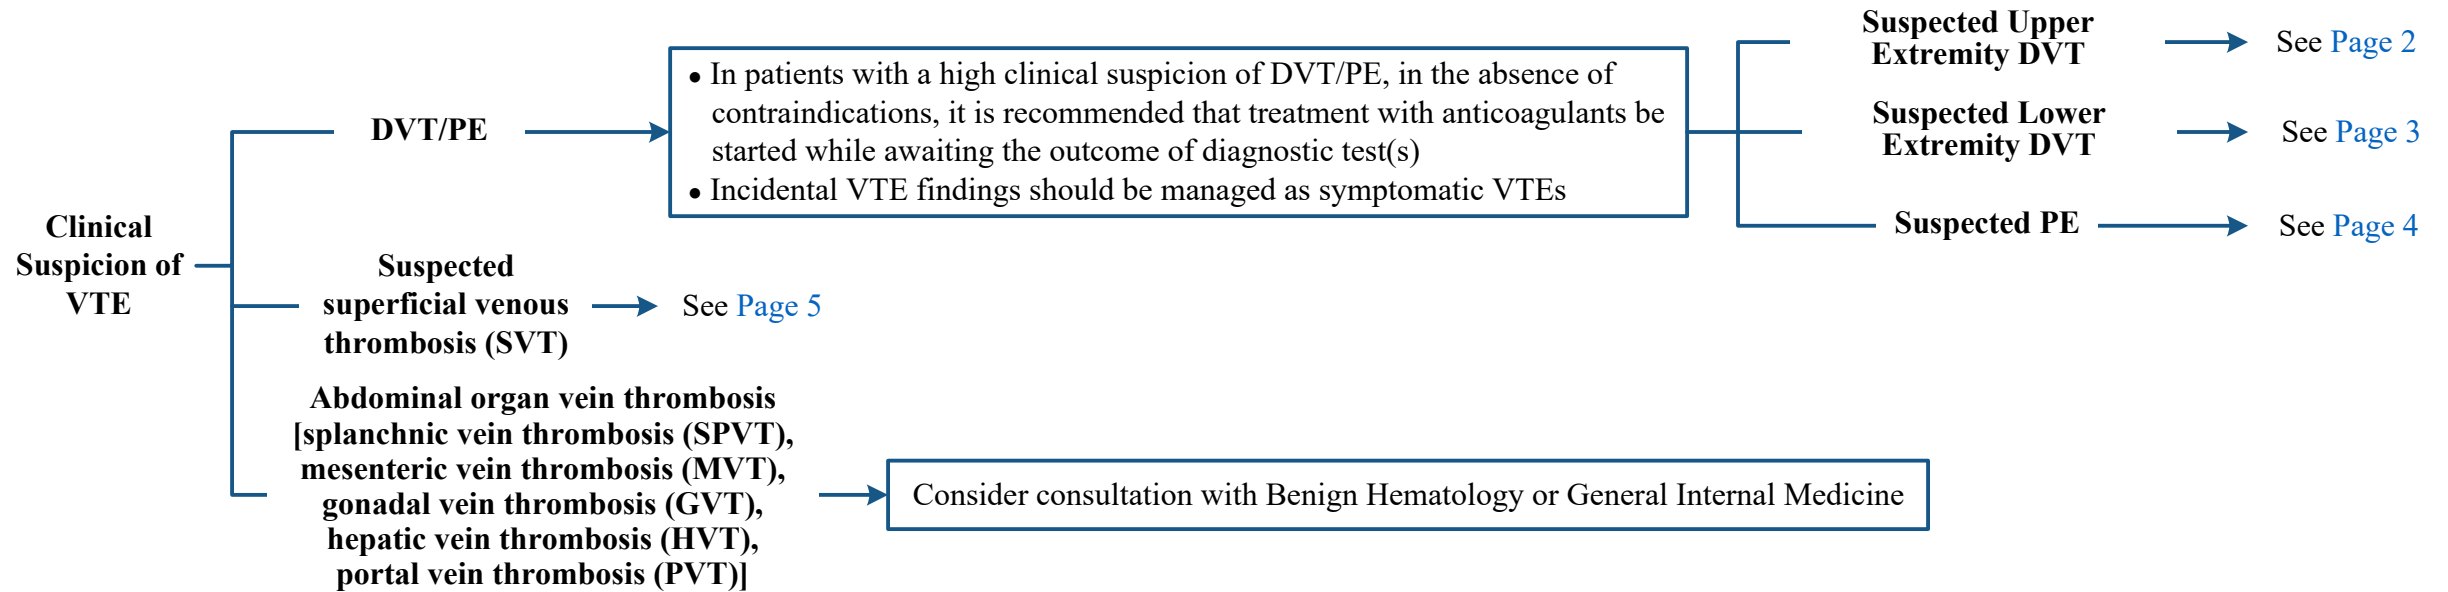 Clinical
Suspicion of
VTE
DVT/PE
• In patients with a high clinical suspicion of DVT/PE, in the absence of
contraindications, it is recommended that treatment with anticoagulants be
started while awaiting the outcome of diagnostic test(s)
• Incidental VTE findings should be managed as symptomatic VTEs
Suspected Upper
Extremity DVT
See Page 2
Suspected Lower
Extremity DVT
See Page 3
Suspected PE
See Page 4
Suspected
superficial venous
thrombosis (SVT)
See Page 5
Abdominal organ vein thrombosis
[splanchnic vein thrombosis (SPVT),
mesenteric vein thrombosis (MVT),
gonadal vein thrombosis (GVT),
hepatic vein thrombosis (HVT),
portal vein thrombosis (PVT)]
Consider consultation with Benign Hematology or General Internal Medicine